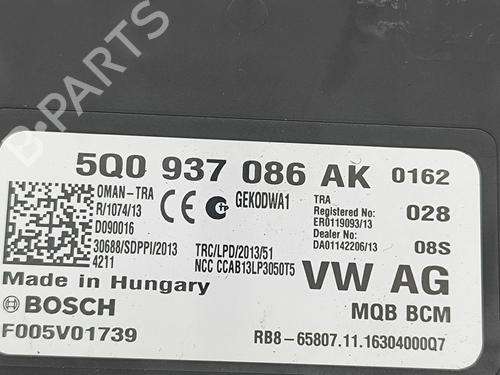 B-PARTS
5Q0 937 086 AK 0162
OMAN-TRA
R/1074/13
D090016
30688/SDPPI/2013
4211
CE
GEKODWA1
TRC/LPD/2013/51
NCC CCAB13LP3050T5
TRA
Registered No:
ER0119093/13
Dealer No:
DA01142206/13
028
08S
Made in Hungary
VW AG
BOSCH
MQB BCM
F005V01739
RB8-65807.11.16304000Q7